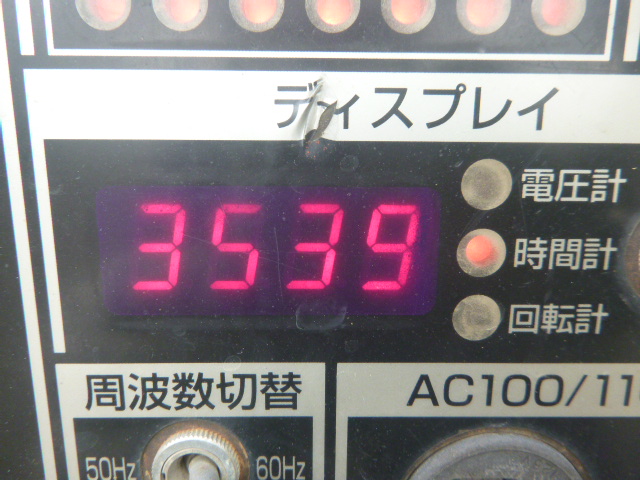 ディスプレイ
電圧計
3539
時間計
回転計
周波数切替
AC100/11
50Hz
60Hz